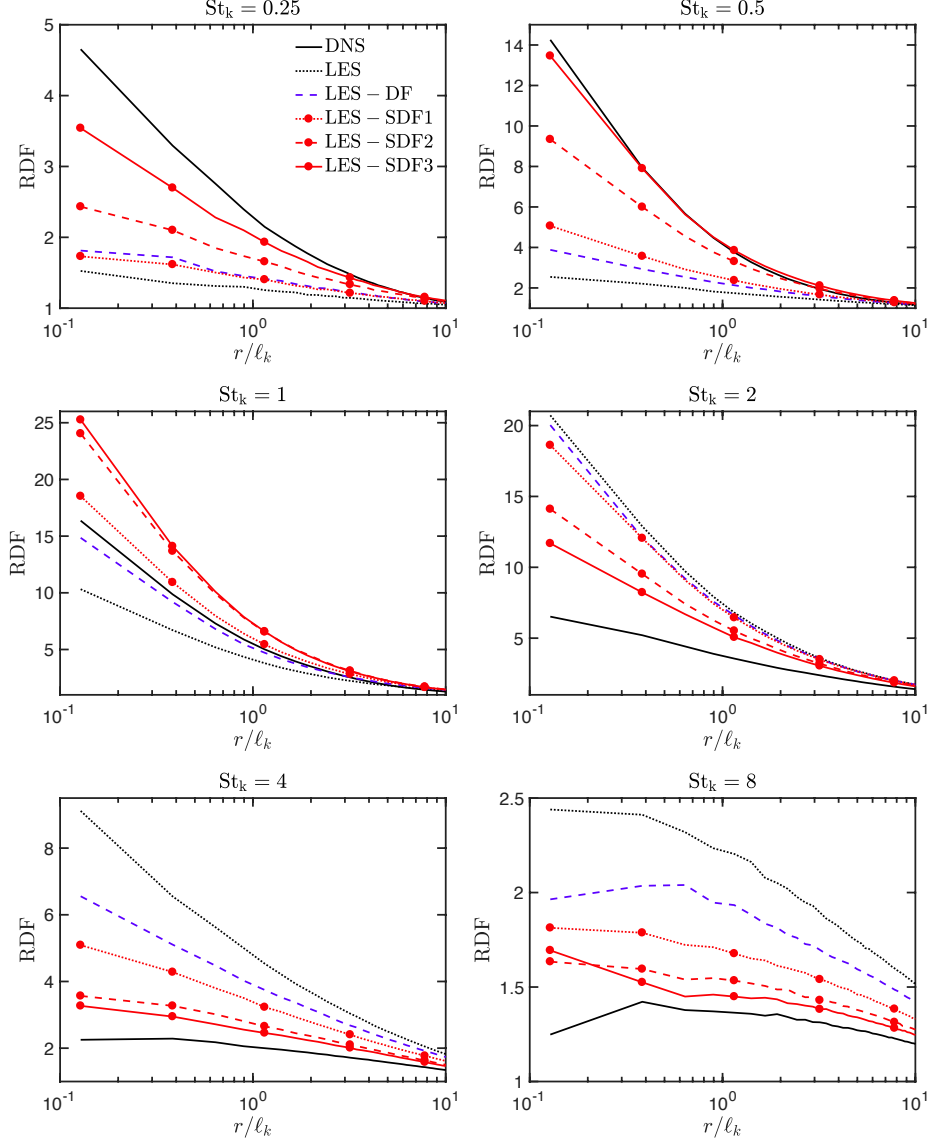 St_k = 0.25
5
4
3
2
1
RDF
DNS
LES
LES − DF
LES − SDF1
LES − SDF2
LES − SDF3
10^-1
10^0
10^1
r/ℓ_k
St_k = 0.5
14
12
10
8
6
4
2
RDF
10^-1
10^0
10^1
r/ℓ_k
St_k = 1
25
20
15
10
5
RDF
10^-1
10^0
10^1
r/ℓ_k
St_k = 2
20
15
10
5
RDF
10^-1
10^0
10^1
r/ℓ_k
St_k = 4
8
6
4
2
RDF
10^-1
10^0
10^1
r/ℓ_k
St_k = 8
2.5
2
1.5
1
RDF
10^-1
10^0
10^1
r/ℓ_k